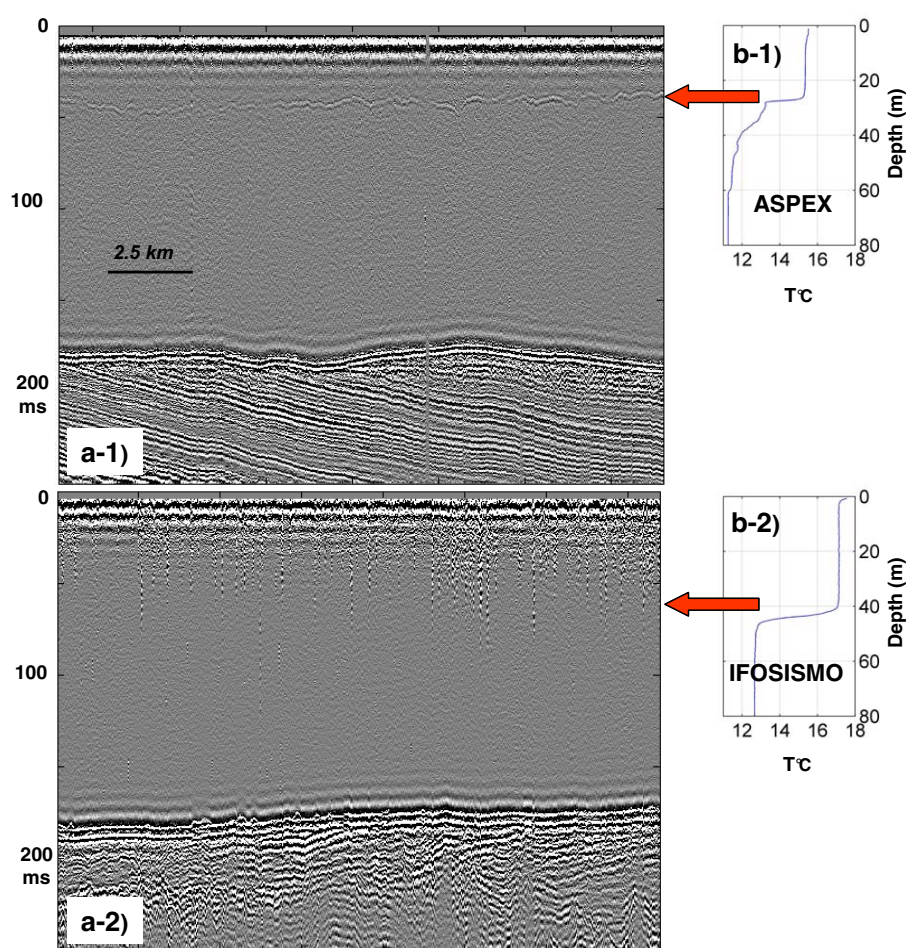 0
100
2.5 km
200
ms
a-1)
b-1)
0
20
40
60
80
Depth (m)
ASPEX
12 14 16 18
T°C
0
100
200
ms
a-2)
b-2)
0
20
40
60
80
Depth (m)
IFOSISMO
12 14 16 18
T°C